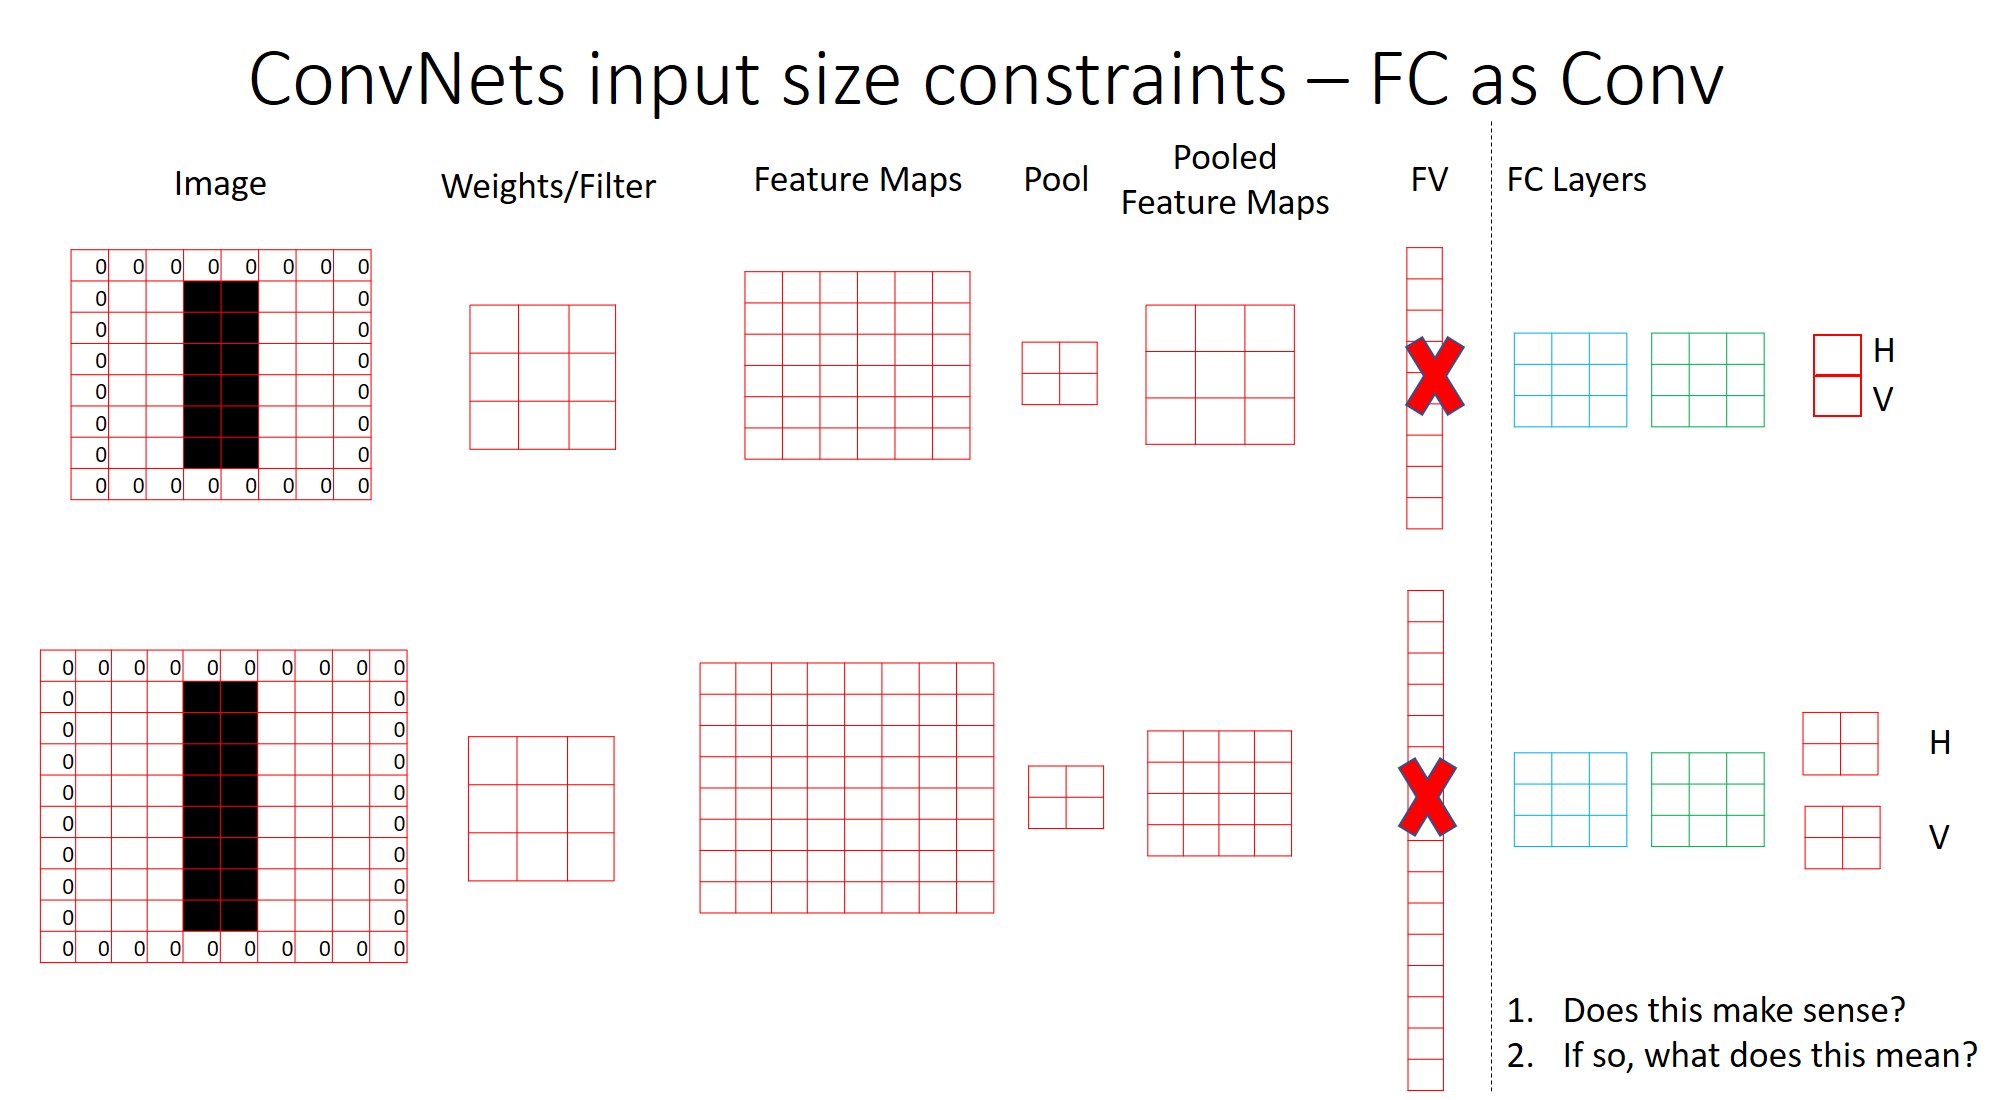 ConvNets input size constraints – FC as Conv
Image
Weights/Filter
Feature Maps
Pool
Pooled
Feature Maps
FV
FC Layers
0 0 0 0 0 0 0 0
0 0
0 0
0 0
0 0
0 0
0 0
0 0 0 0 0 0 0 0
H
V
0 0 0 0 0 0 0 0 0 0
0 0
0 0
0 0
0 0
0 0
0 0
0 0
0 0
0 0 0 0 0 0 0 0 0 0
H
V
1. Does this make sense?
2. If so, what does this mean?